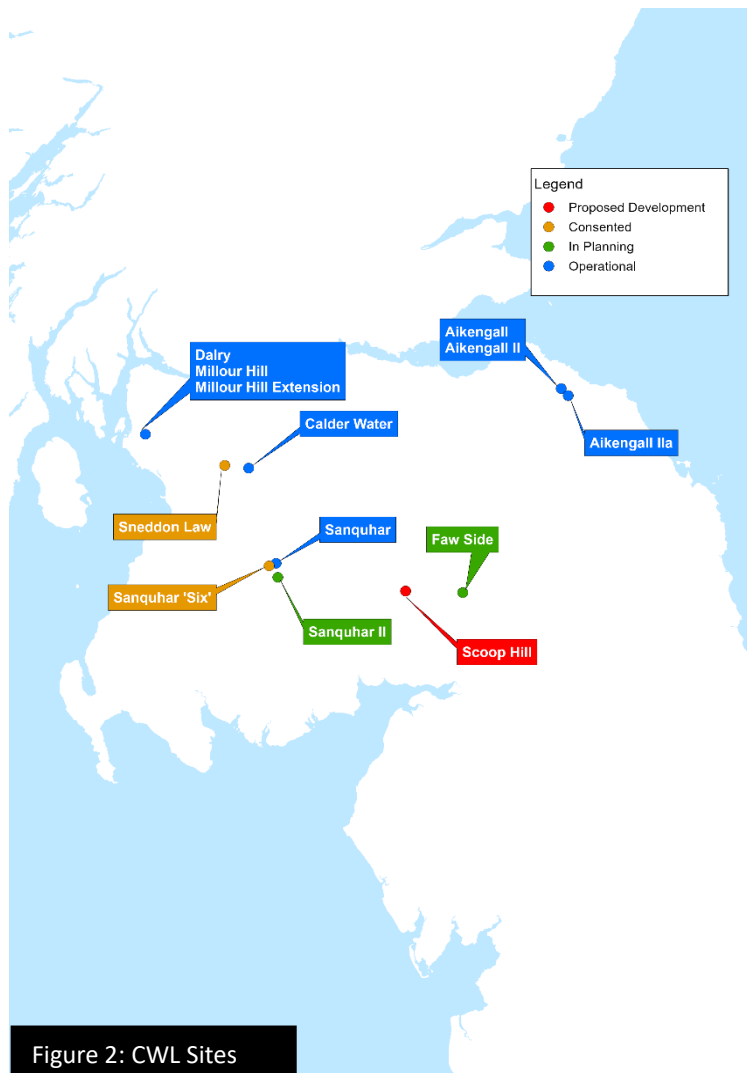 Legend
Proposed Development
Consented
In Planning
Operational
Aikengall
Aikengall II
Dalry
Millour Hill
Millour Hill Extension
Calder Water
Aikengall IIa
Sneddon Law
Sanquhar
Faw Side
Sanquhar 'Six'
Sanquhar II
Scoop Hill
Figure 2: CWL Sites